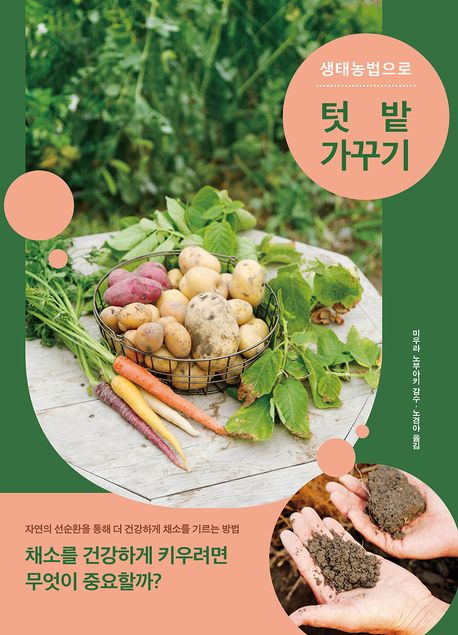 생태농법으로
텃 밭
가꾸기
미우라 노부아키 감수 · 노경아 옮김
자연의 선순환을 통해 더 건강하게 채소를 기르는 방법
채소를 건강하게 키우려면
무엇이 중요할까?